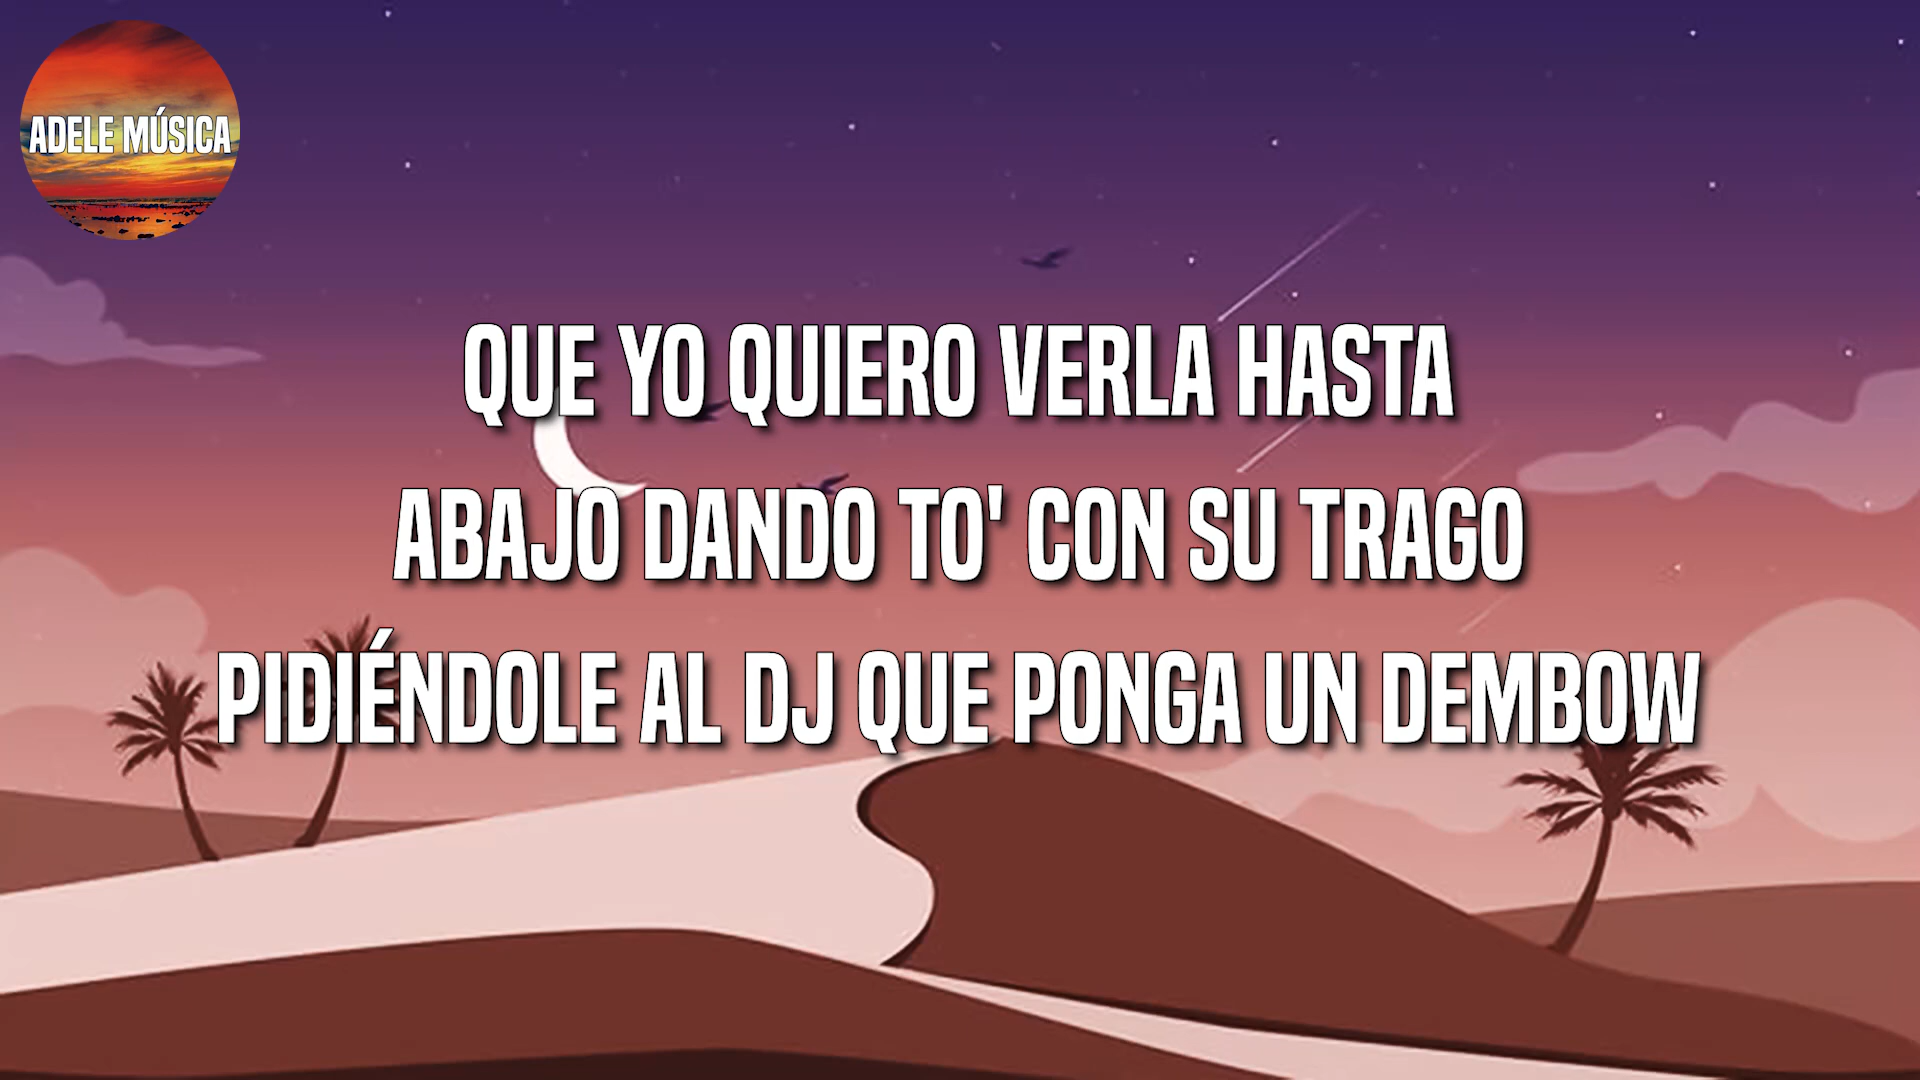 ADELE MÚSICA
QUE YO QUIERO VERLA HASTA
ABAJO DANDO TO' CON SU TRAGO
PIDIÉNDOLE AL DJ QUE PONGA UN DEMBOW